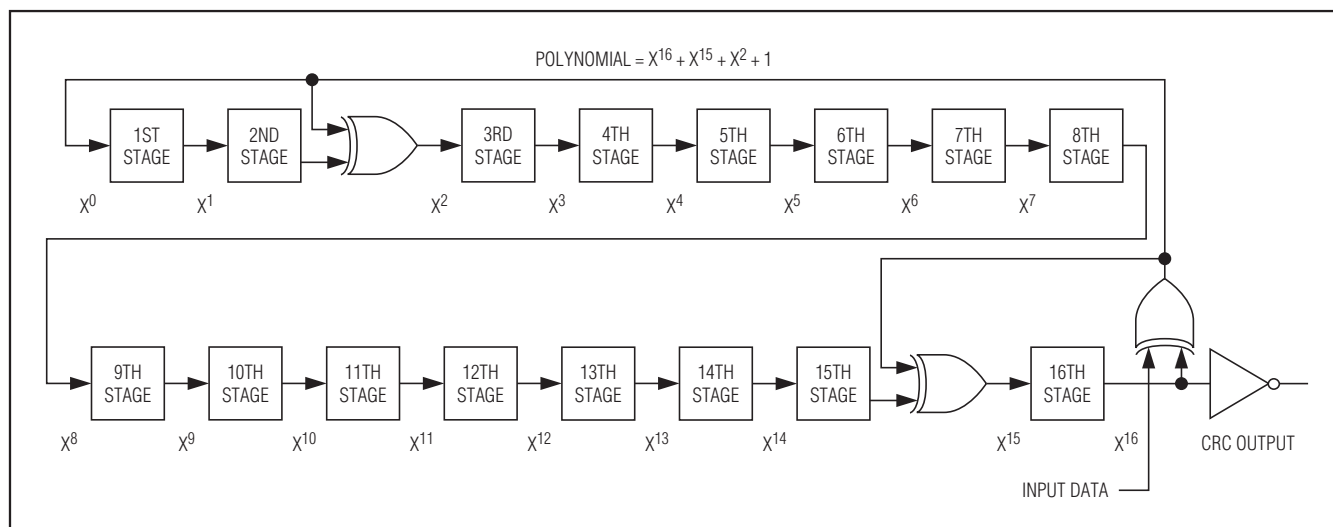 POLYNOMIAL = X¹⁶ + X¹⁵ + X² + 1
1ST
STAGE
2ND
STAGE
3RD
STAGE
4TH
STAGE
5TH
STAGE
6TH
STAGE
7TH
STAGE
8TH
STAGE
X⁰
X¹
X²
X³
X⁴
X⁵
X⁶
X⁷
9TH
STAGE
10TH
STAGE
11TH
STAGE
12TH
STAGE
13TH
STAGE
14TH
STAGE
15TH
STAGE
16TH
STAGE
X⁸
X⁹
X¹⁰
X¹¹
X¹²
X¹³
X¹⁴
X¹⁵
X¹⁶
CRC OUTPUT
INPUT DATA